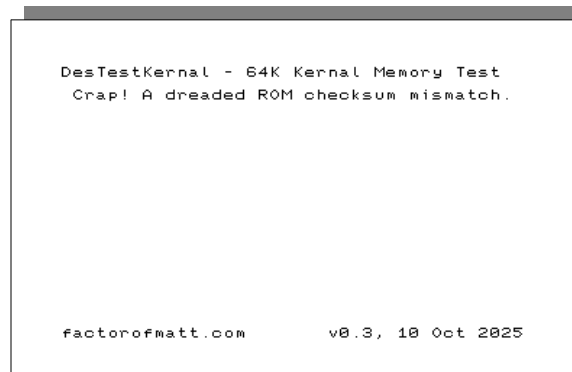 DesTestKernal - 64K Kernal Memory Test
Crap! A dreaded ROM checksum mismatch.
factorofmatt.com
v0.3, 10 Oct 2025